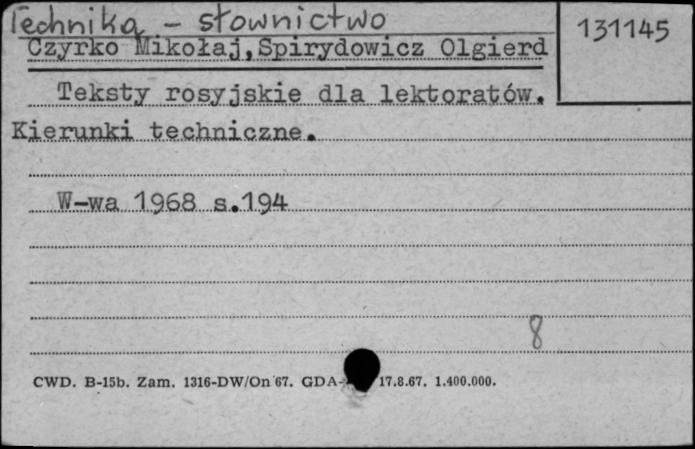 Technika - słownictwo
131145
Czyrko Mikołaj,Spirydowicz Olgierd
Teksty rosyjskie dla lektoratów.
Kierunki techniczne.
W-wa 1968 s.194
8
CWD. B-15b. Zam. 1316-DW/On 67. GDA- 17.8.67. 1.400.000.